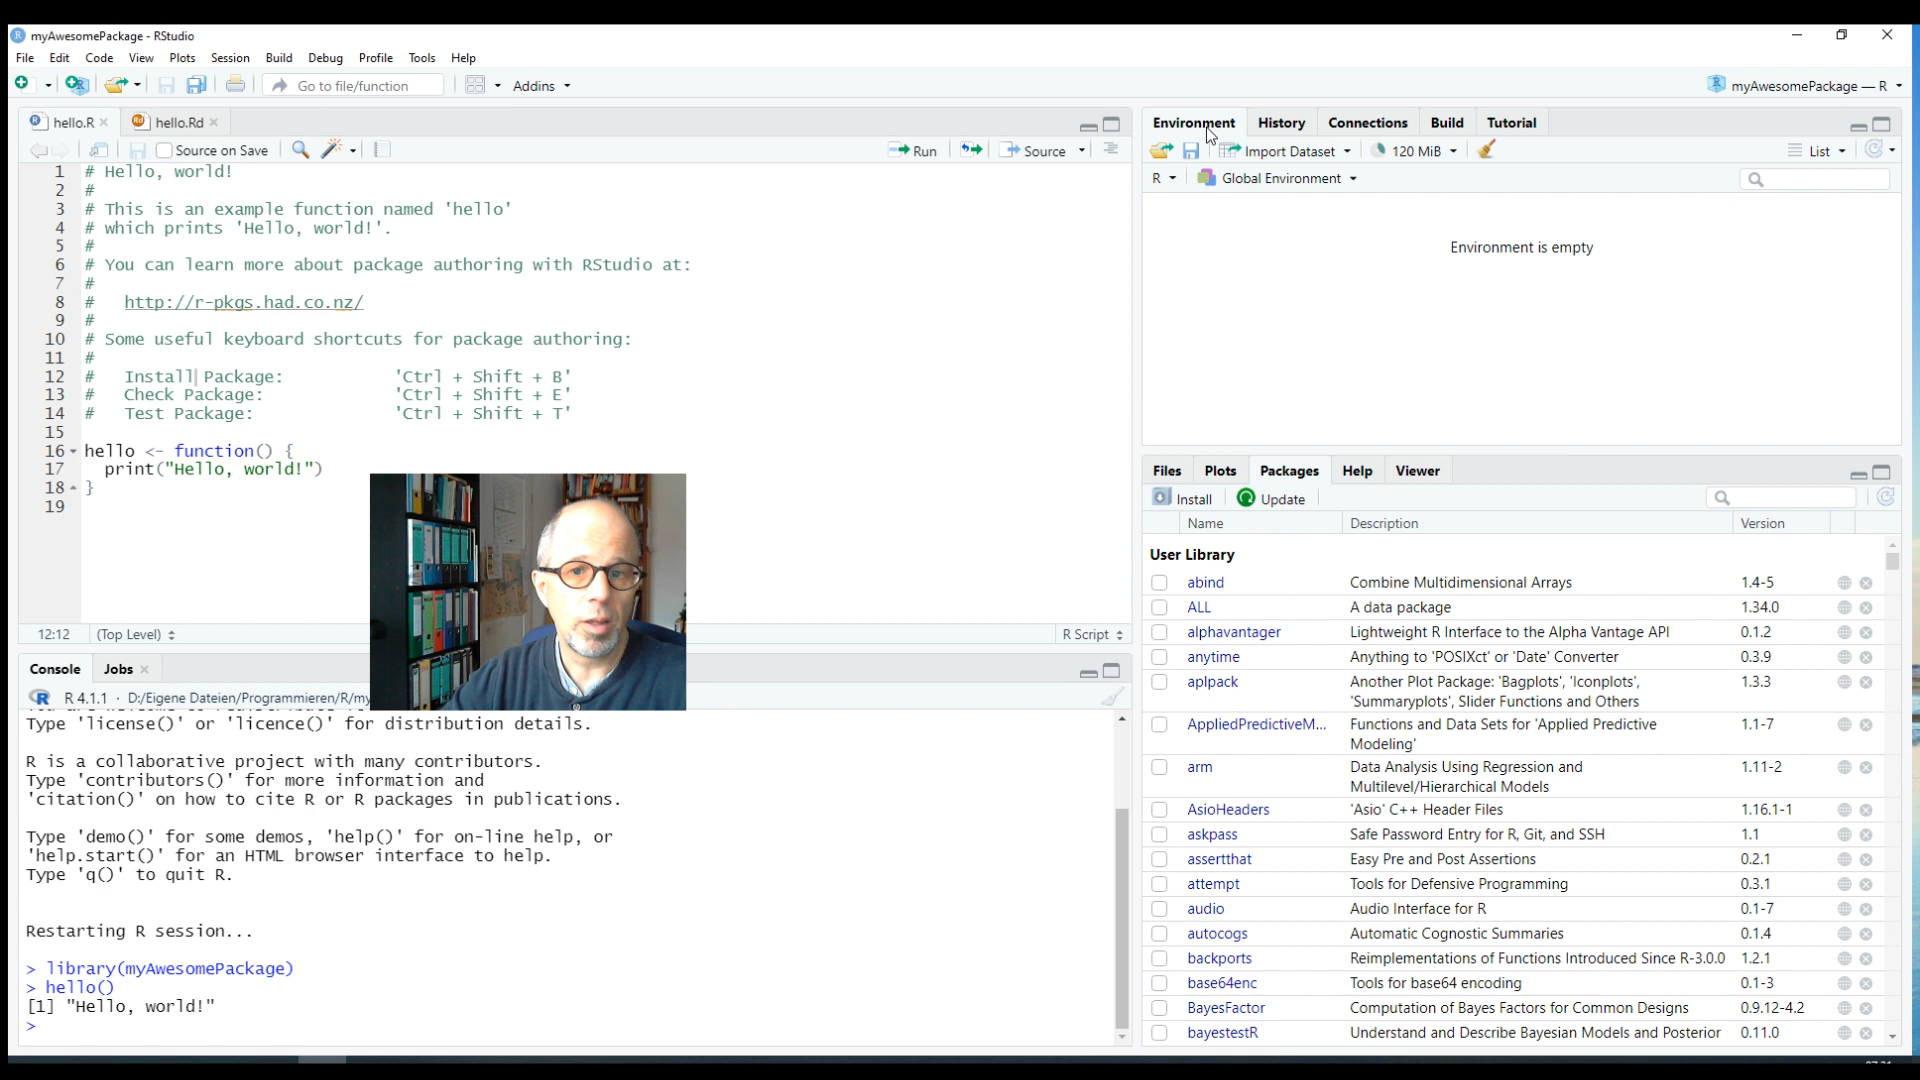 myAwesomePackage - RStudio
File Edit Code View Plots Session Build Debug Profile Tools Help
Go to file/function Addins myAwesomePackage — R
hello.R hello.Rd
Source on Save Run Source
1 # Hello, world!
2 #
3 # This is an example function named 'hello'
4 # which prints 'Hello, world!'.
5 #
6 # You can learn more about package authoring with RStudio at:
7 #
8 # http://r-pkgs.had.co.nz/
9 #
10 # Some useful keyboard shortcuts for package authoring:
11 #
12 # Install Package: 'Ctrl + Shift + B'
13 # Check Package: 'Ctrl + Shift + E'
14 # Test Package: 'Ctrl + Shift + T'
15
16 hello <- function() {
17 print("Hello, world!")
18 }
19
12:12 (Top Level) R Script
Console Jobs
R 4.1.1 · D:/Eigene Dateien/Programmieren/R/my
Type 'license()' or 'licence()' for distribution details.
R is a collaborative project with many contributors.
Type 'contributors()' for more information and
'citation()' on how to cite R or R packages in publications.
Type 'demo()' for some demos, 'help()' for on-line help, or
'help.start()' for an HTML browser interface to help.
Type 'q()' to quit R.
Restarting R session...
> library(myAwesomePackage)
> hello()
[1] "Hello, world!"
>
Environment History Connections Build Tutorial
Import Dataset 120 MiB List
R Global Environment
Environment is empty
Files Plots Packages Help Viewer
Install Update
Name Description Version
User Library
abind Combine Multidimensional Arrays 1.4-5
ALL A data package 1.34.0
alphavantager Lightweight R Interface to the Alpha Vantage API 0.1.2
anytime Anything to 'POSIXct' or 'Date' Converter 0.3.9
aplpack Another Plot Package: 'Bagplots', 'Iconplots', 1.3.3
'Summaryplots', Slider Functions and Others
AppliedPredictiveM... Functions and Data Sets for 'Applied Predictive 1.1-7
Modeling'
arm Data Analysis Using Regression and 1.11-2
Multilevel/Hierarchical Models
AsioHeaders 'Asio' C++ Header Files 1.16.1-1
askpass Safe Password Entry for R, Git, and SSH 1.1
assertthat Easy Pre and Post Assertions 0.2.1
attempt Tools for Defensive Programming 0.3.1
audio Audio Interface for R 0.1-7
autocogs Automatic Cognostic Summaries 0.1.4
backports Reimplementations of Functions Introduced Since R-3.0.0 1.2.1
base64enc Tools for base64 encoding 0.1-3
BayesFactor Computation of Bayes Factors for Common Designs 0.9.12-4.2
bayestestR Understand and Describe Bayesian Models and Posterior 0.11.0